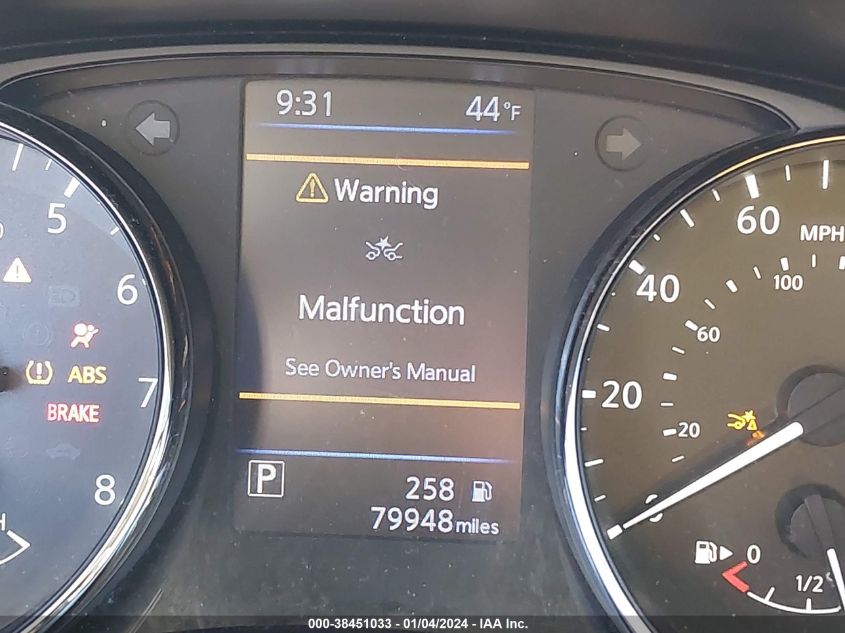 9:31 44°F
Warning
Malfunction
See Owner's Manual
P
258
79948 miles
5
6
7
8
ABS
BRAKE
H
60
MPH
40
100
60
20
20
0
0
1/2
000-38451033 - 01/04/2024 - IAA Inc.